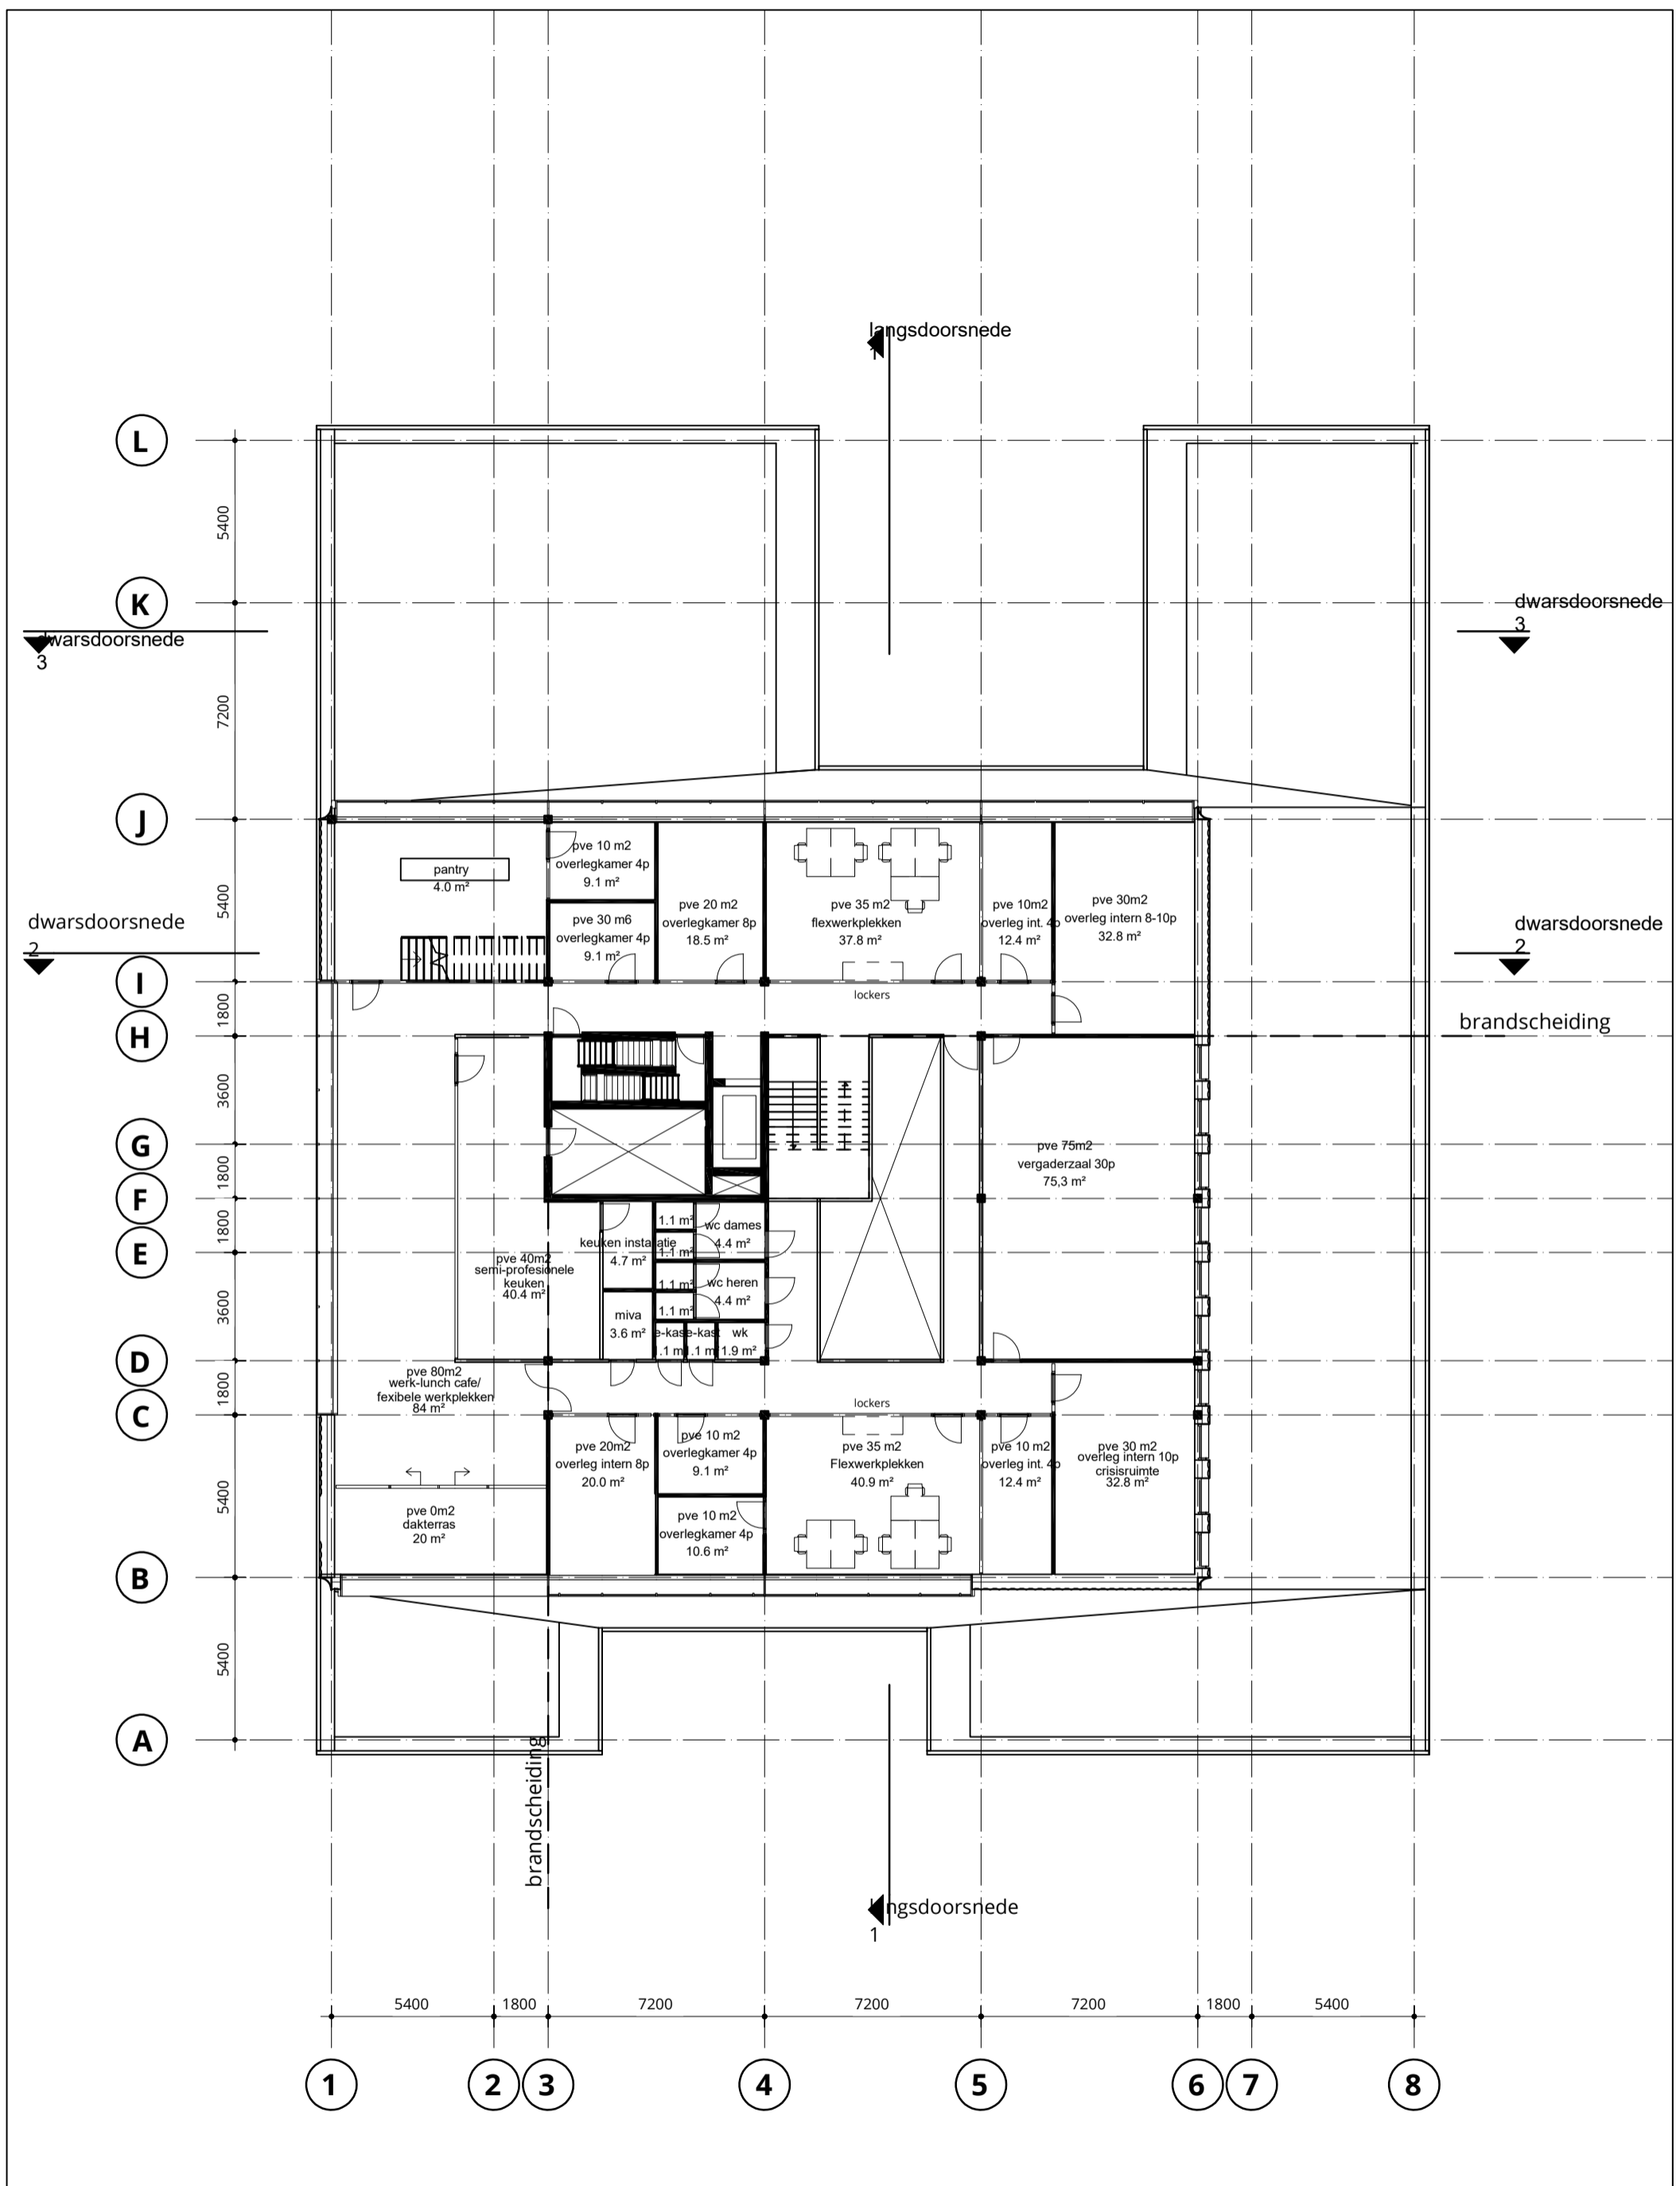 langsdoorsnede
1
L
5400
K
dwarsdoorsnede
3
dwarsdoorsnede
3
7200
J
pantry
4.0 m²
pve 10 m2
overlegkamer 4p
9.1 m²
pve 30 m6
overlegkamer 4p
9.1 m²
pve 20 m2
overlegkamer 8p
18.5 m²
pve 35 m2
flexwerkplekken
37.8 m²
pve 10m2
overleg int. 4p
12.4 m²
pve 30m2
overleg intern 8-10p
32.8 m²
5400
dwarsdoorsnede
2
dwarsdoorsnede
2
I
lockers
1800
H
brandscheiding
3600
G
pve 75m2
vergaderzaal 30p
75,3 m²
1800
F
1800
E
1.1 m²
1.1 m²
1.1 m²
1.1 m²
wc dames
4.4 m²
keuken installatie
4.7 m²
wc heren
4.4 m²
pve 40m2
semi-profesionele
keuken
40.4 m²
miva
3.6 m²
e-kast
.1 m
e-kast
.1 m
wk
1.9 m²
3600
D
pve 80m2
werk-lunch cafe/
fexibele werkplekken
84 m²
1800
lockers
C
pve 20m2
overleg intern 8p
20.0 m²
pve 10 m2
overlegkamer 4p
9.1 m²
pve 35 m2
Flexwerkplekken
40.9 m²
pve 10 m2
overleg int. 4p
12.4 m²
pve 30 m2
overleg intern 10p
crisisruimte
32.8 m²
pve 0m2
dakterras
20 m²
pve 10 m2
overlegkamer 4p
10.6 m²
5400
B
5400
A
brandscheiding
langsdoorsnede
1
5400
1800
7200
7200
7200
1800
5400
1
2
3
4
5
6
7
8